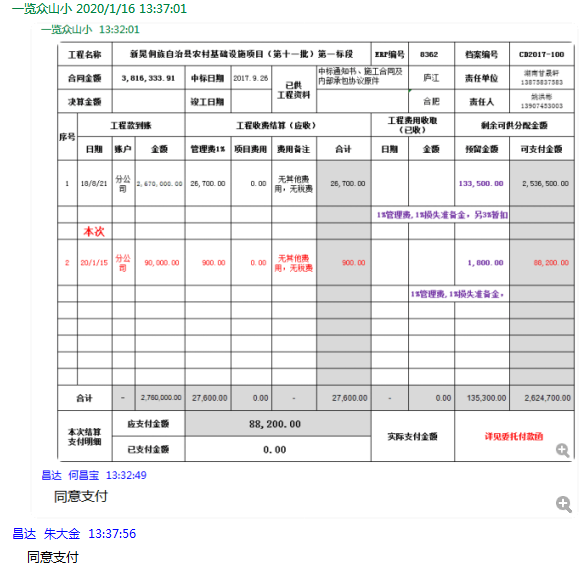 一览众山小 2020/1/16 13:37:01
一览众山小 13:32:01
工程名称 新晃侗族自治县农村基础设施项目（第十一批）第一标段 ERP编号 8362 档案编号 CD2017-100
合同金额 3,816,333.91 中标日期 2017.9.26 已供工程资料 中标通知书、施工合同及内部承包协议原件 庐江 责任单位
决算金额 竣工日期 合肥 责任人 13907453003
序号 工程款到账 工程收费结算（应收） 工程费用收取（已收） 剩余可供分配金额
日期 账户 金额 管理费1% 项目费用 费用备注 合计 日期 金额 预留金额 可支付金额
1 18/8/21 分公司 2,670,000.00 26,700.00 0.00 无其他费用，无税费 26,700.00 133,500.00 2,536,500.00
1%管理费,1%损失准备金，另3%暂扣
本次
2 20/1/15 分公司 90,000.00 900.00 0.00 无其他费用，无税费 900.00 1,800.00 88,200.00
1%管理费,1%损失准备金，
合计 - 2,760,000.00 27,600.00 0.00 - 27,600.00 - 0.00 135,300.00 2,624,700.00
本次结算支付明细 应支付金额 88,200.00 实际支付金额 详见委托付款函
已支付金额 0.00
昌达 何昌宝 13:32:49
同意支付
昌达 朱大金 13:37:56
同意支付